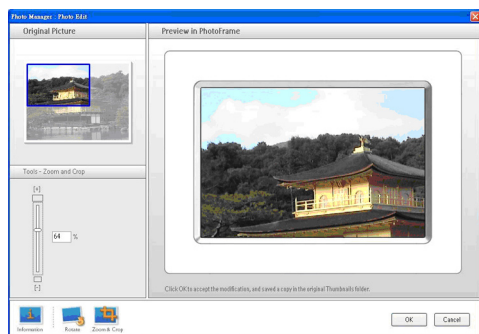 Photo Manager : Photo Edit
Original Picture
Preview in PhotoFrame
Tools - Zoom and Crop
[+]
64 %
[-]
Click OK to accept the modification, and saved a copy in the original Thumbnails folder.
Information
Rotate
Zoom & Crop
OK
Cancel